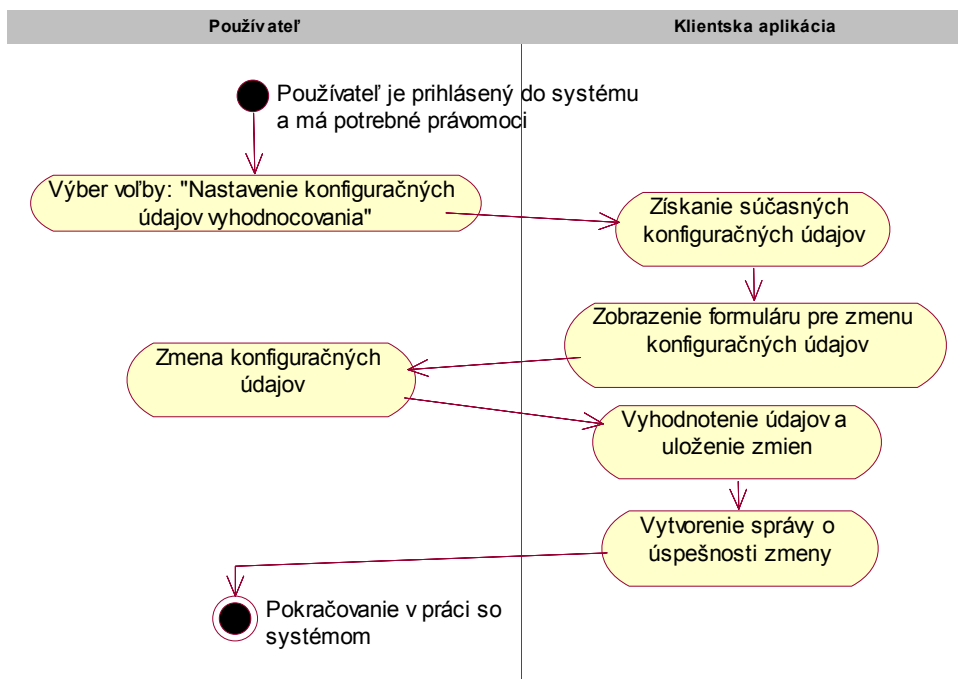 Používateľ
Klientska aplikácia
Používateľ je prihlásený do systému
a má potrebné právomoci
Výber voľby: "Nastavenie konfiguračných
údajov vyhodnocovania"
Získanie súčasných
konfiguračných údajov
Zobrazenie formuláru pre zmenu
konfiguračných údajov
Zmena konfiguračných
údajov
Vyhodnotenie údajov a
uloženie zmien
Vytvorenie správy o
úspešnosti zmeny
Pokračovanie v práci so
systémom